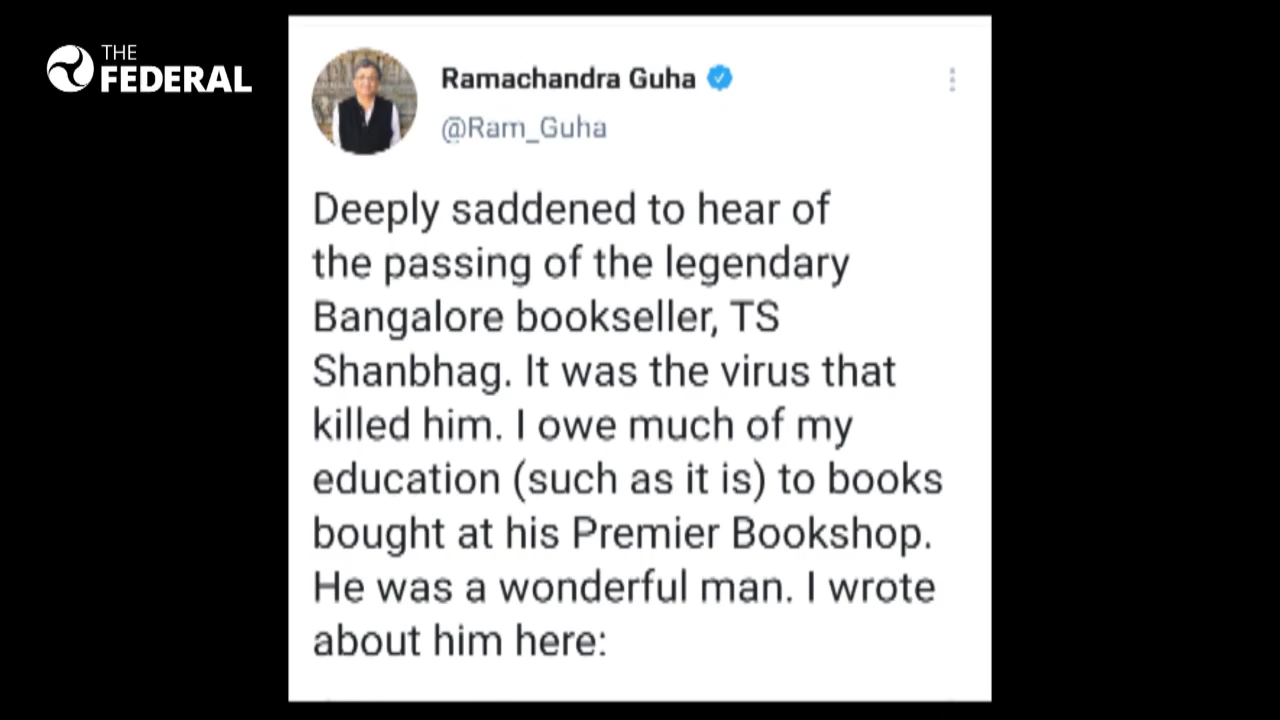 THE
FEDERAL
Ramachandra Guha
@Ram_Guha
Deeply saddened to hear of
the passing of the legendary
Bangalore bookseller, TS
Shanbhag. It was the virus that
killed him. I owe much of my
education (such as it is) to books
bought at his Premier Bookshop.
He was a wonderful man. I wrote
about him here: